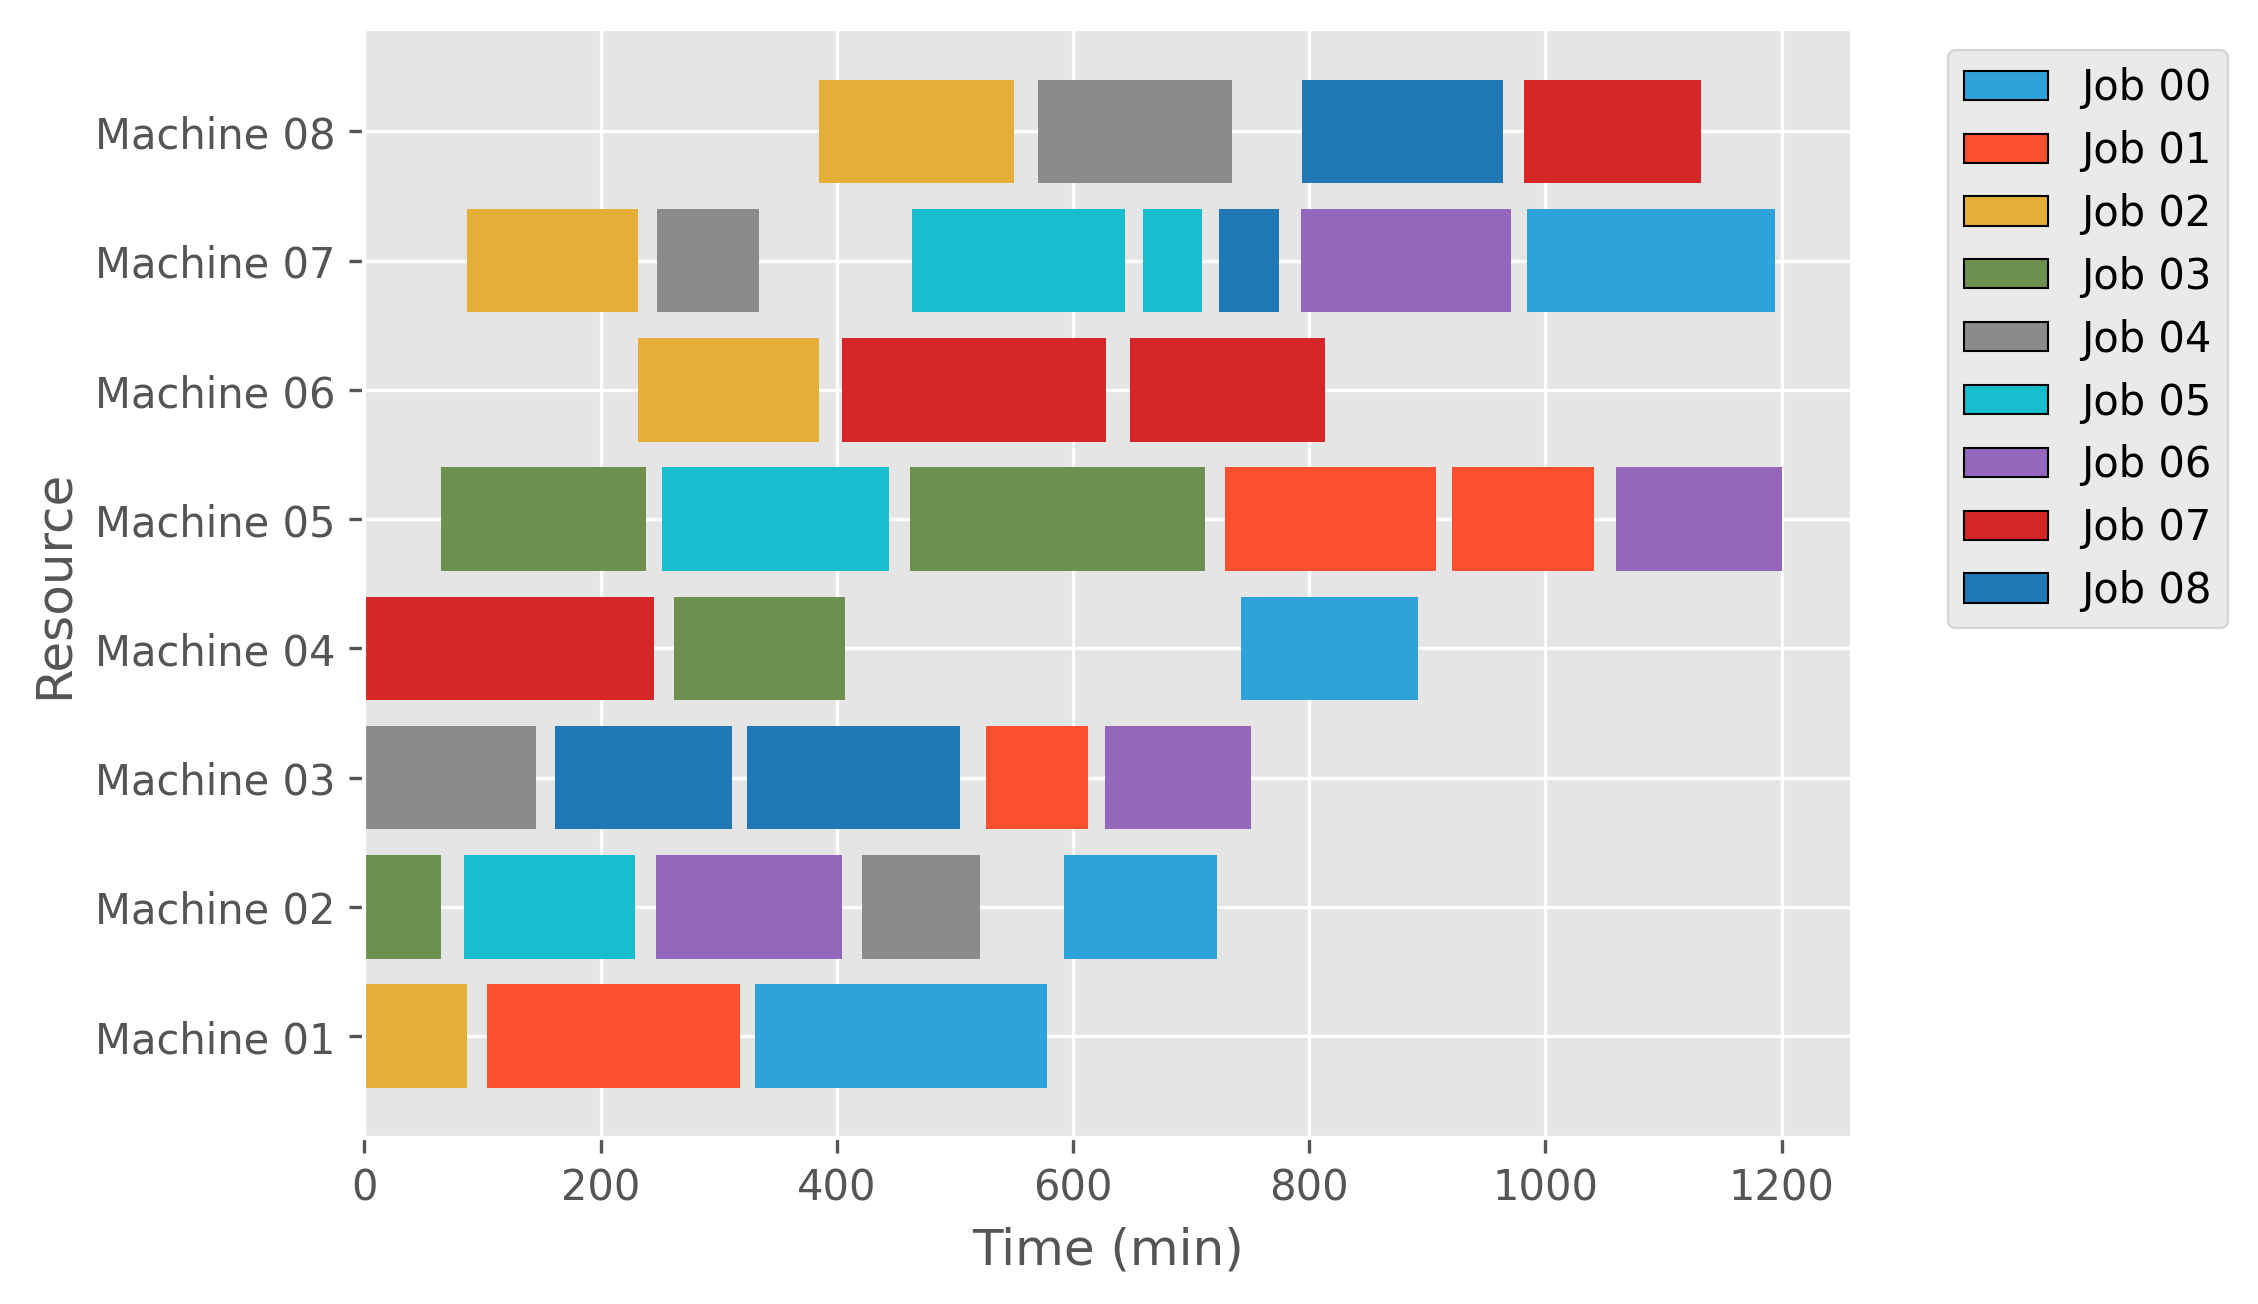 Machine 08
Machine 07
Machine 06
Machine 05
Machine 04
Machine 03
Machine 02
Machine 01
Resource
0 200 400 600 800 1000 1200
Time (min)
Job 00
Job 01
Job 02
Job 03
Job 04
Job 05
Job 06
Job 07
Job 08